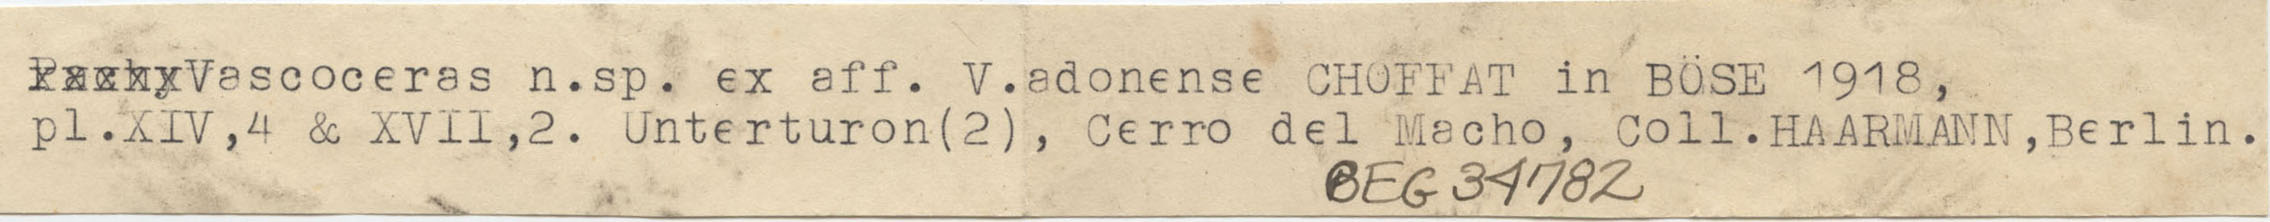 Vascoceras n.sp. ex aff. V.adonense CHOFFAT in BÖSE 1918,
pl.XIV,4 & XVII,2. Unterturon(2), Cerro del Macho, Coll.HAARMANN,Berlin.
BEG 34782